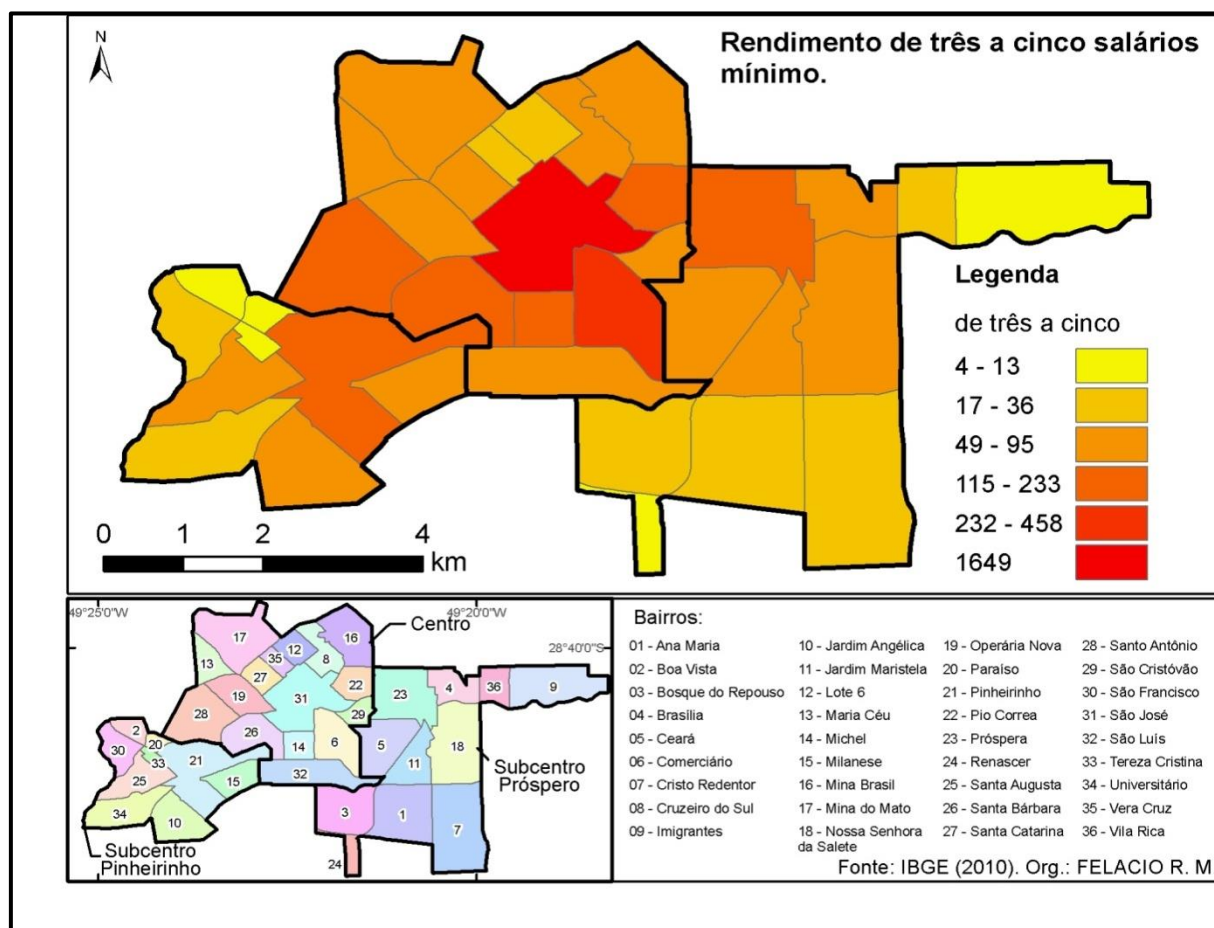 N
Rendimento de três a cinco salários
mínimo.
Legenda
de três a cinco
4 - 13
17 - 36
49 - 95
115 - 233
232 - 458
1649
0 1 2 4
km
49°25'0"W
49°20'0"W
28°40'0"S
Centro
Subcentro
Próspero
Subcentro
Pinheirinho
17
35
12
8
16
13
27
19
31
22
29
28
26
14
6
23
4
36
9
5
11
18
2
20
30
33
21
25
15
32
34
10
3
1
7
24
Bairros:
01 - Ana Maria
02 - Boa Vista
03 - Bosque do Repouso
04 - Brasília
05 - Ceará
06 - Comerciário
07 - Cristo Redentor
08 - Cruzeiro do Sul
09 - Imigrantes
10 - Jardim Angélica
11 - Jardim Maristela
12 - Lote 6
13 - Maria Céu
14 - Michel
15 - Milanese
16 - Mina Brasil
17 - Mina do Mato
18 - Nossa Senhora
da Salete
19 - Operária Nova
20 - Paraíso
21 - Pinheirinho
22 - Pio Correa
23 - Próspera
24 - Renascer
25 - Santa Augusta
26 - Santa Bárbara
27 - Santa Catarina
28 - Santo Antônio
29 - São Cristóvão
30 - São Francisco
31 - São José
32 - São Luís
33 - Tereza Cristina
34 - Universitário
35 - Vera Cruz
36 - Vila Rica
Fonte: IBGE (2010). Org.: FELACIO R. M